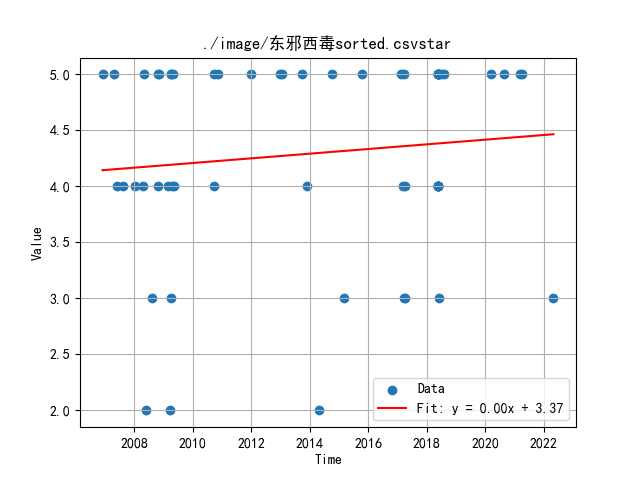 ./image/东邪西毒sorted.csvstar
5.0
4.5
4.0
3.5
3.0
2.5
2.0
Value
Data
Fit: y = 0.00x + 3.37
2008 2010 2012 2014 2016 2018 2020 2022
Time